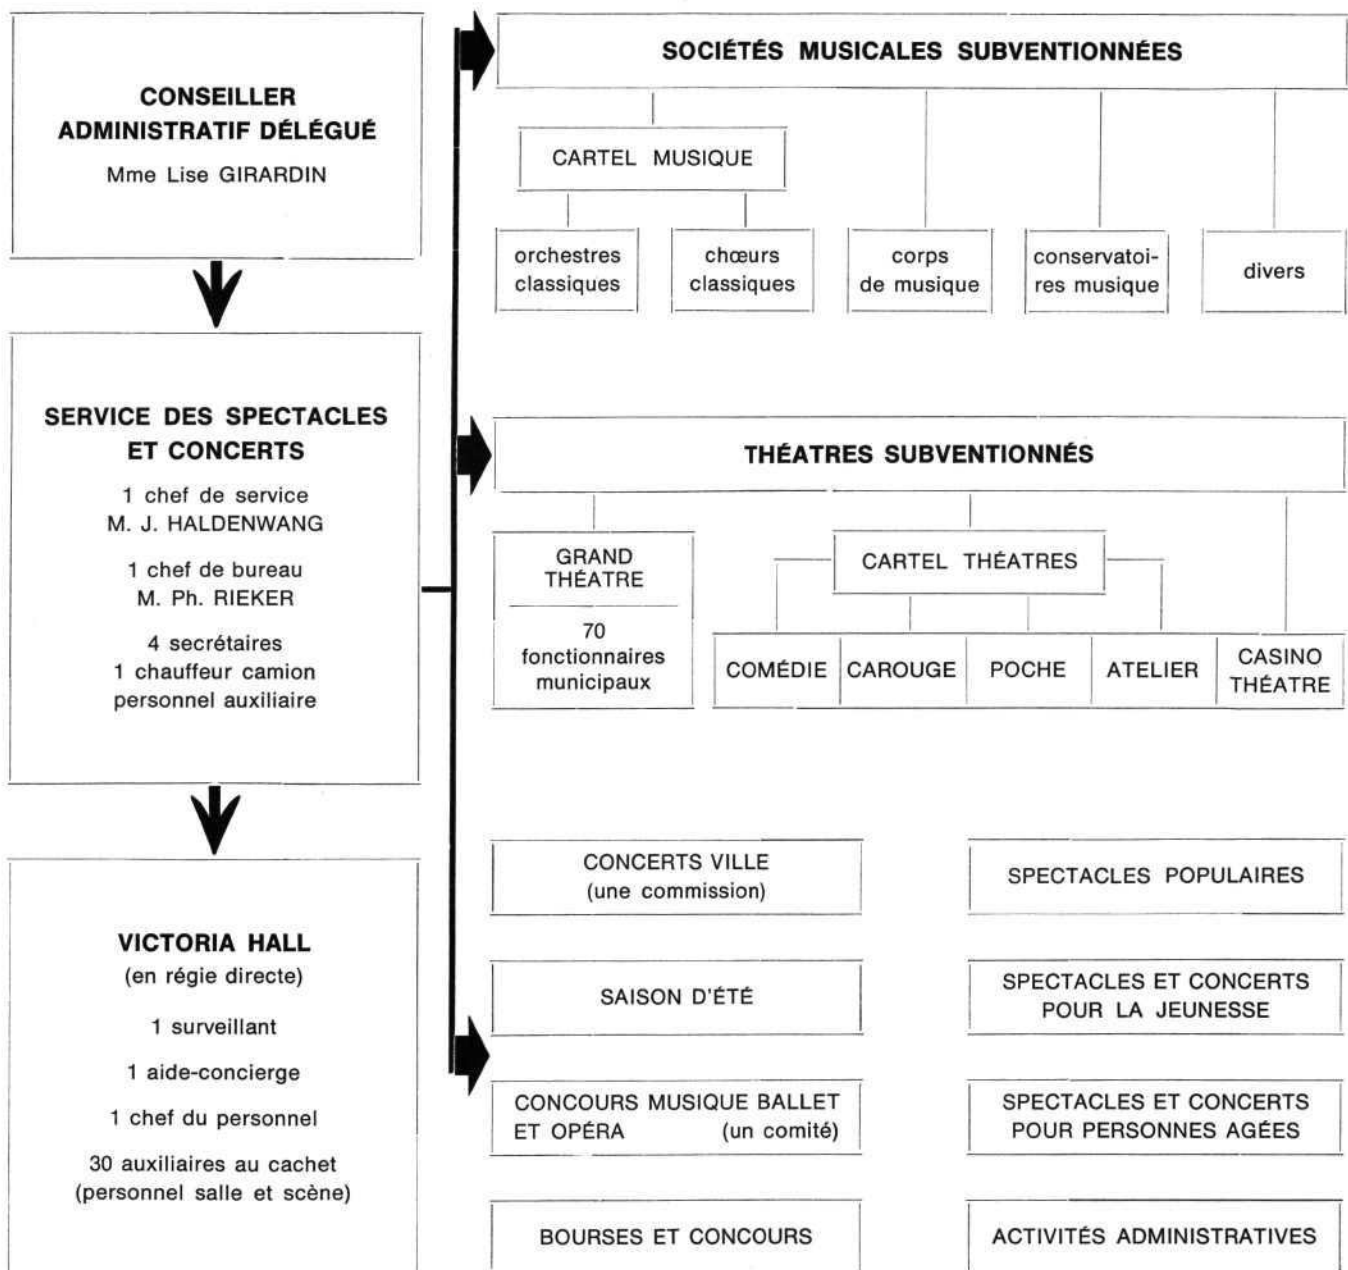 CONSEILLER
ADMINISTRATIF DÉLÉGUÉ
Mme Lise GIRARDIN
SERVICE DES SPECTACLES
ET CONCERTS
1 chef de service
M. J. HALDENWANG
1 chef de bureau
M. Ph. RIEKER
4 secrétaires
1 chauffeur camion
personnel auxiliaire
VICTORIA HALL
(en régie directe)
1 surveillant
1 aide-concierge
1 chef du personnel
30 auxiliaires au cachet
(personnel salle et scène)
SOCIÉTÉS MUSICALES SUBVENTIONNÉES
CARTEL MUSIQUE
orchestres
classiques
chœurs
classiques
corps
de musique
conservatoi-
res musique
divers
THÉATRES SUBVENTIONNÉS
GRAND
THÉATRE
70
fonctionnaires
municipaux
CARTEL THÉATRES
COMÉDIE
CAROUGE
POCHE
ATELIER
CASINO
THÉATRE
CONCERTS VILLE
(une commission)
SPECTACLES POPULAIRES
SAISON D'ÉTÉ
SPECTACLES ET CONCERTS
POUR LA JEUNESSE
CONCOURS MUSIQUE BALLET
ET OPÉRA (un comité)
SPECTACLES ET CONCERTS
POUR PERSONNES AGÉES
BOURSES ET CONCOURS
ACTIVITÉS ADMINISTRATIVES